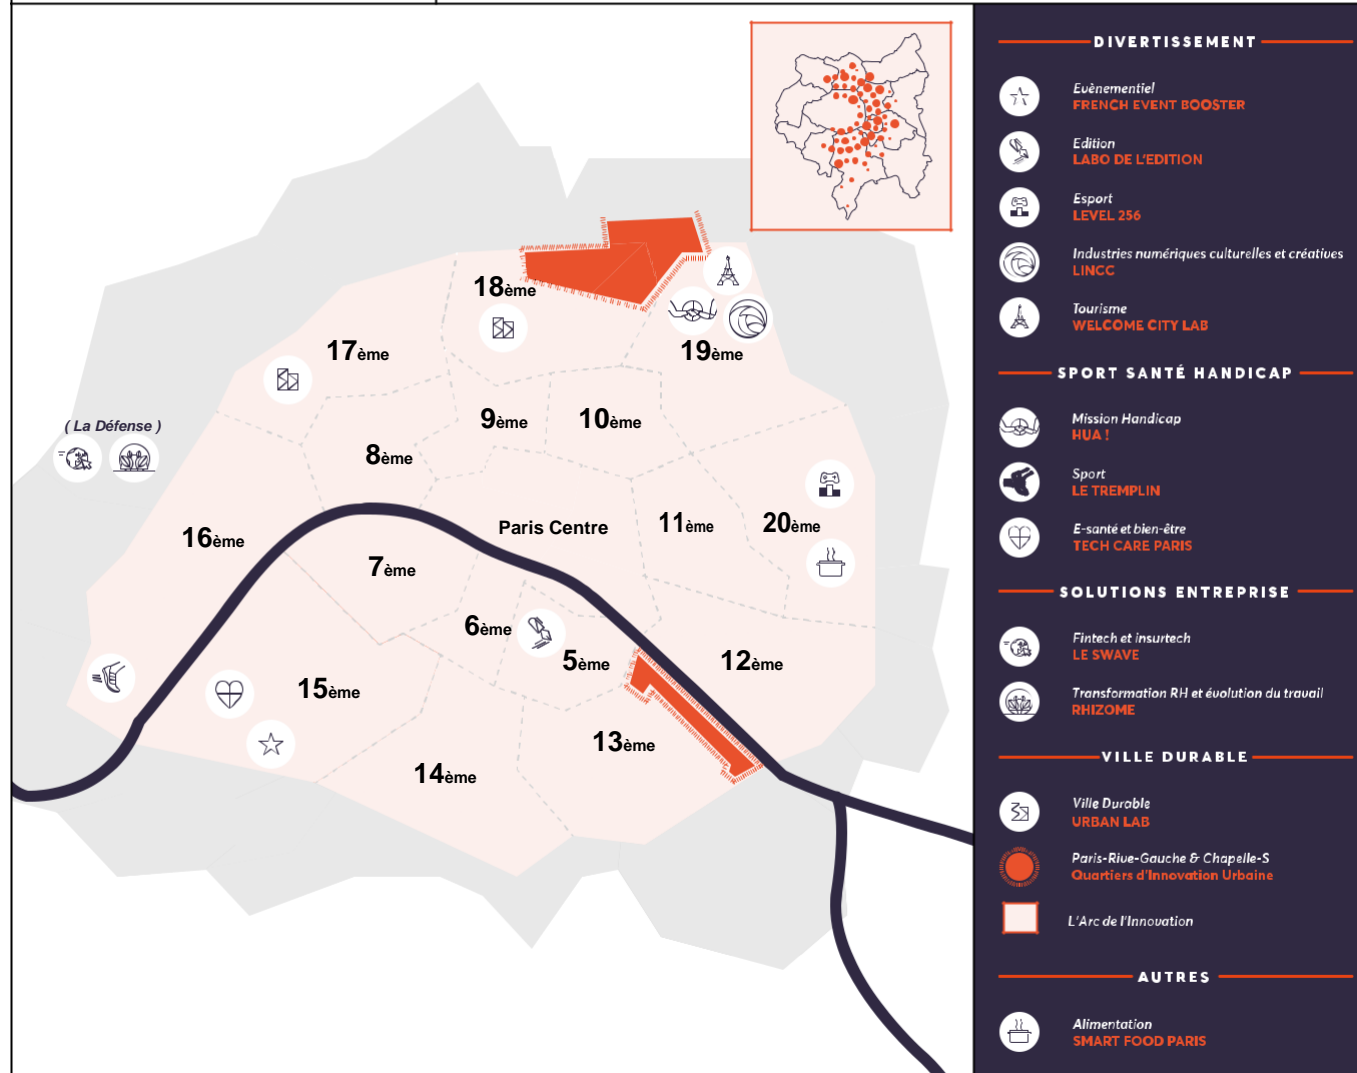 18ème
17ème
19ème
9ème
10ème
( La Défense )
8ème
Paris Centre
11ème
20ème
16ème
7ème
6ème
5ème
12ème
15ème
13ème
14ème
DIVERTISSEMENT
Evènementiel
FRENCH EVENT BOOSTER
Edition
LABO DE L'EDITION
Esport
LEVEL 256
Industries numériques culturelles et créatives
LINCC
Tourisme
WELCOME CITY LAB
SPORT SANTÉ HANDICAP
Mission Handicap
HUA !
Sport
LE TREMPLIN
E-santé et bien-être
TECH CARE PARIS
SOLUTIONS ENTREPRISE
Fintech et insurtech
LE SWAVE
Transformation RH et évolution du travail
RHIZOME
VILLE DURABLE
Ville Durable
URBAN LAB
Paris-Rive-Gauche & Chapelle-S
Quartiers d'Innovation Urbaine
L'Arc de l'Innovation
AUTRES
Alimentation
SMART FOOD PARIS